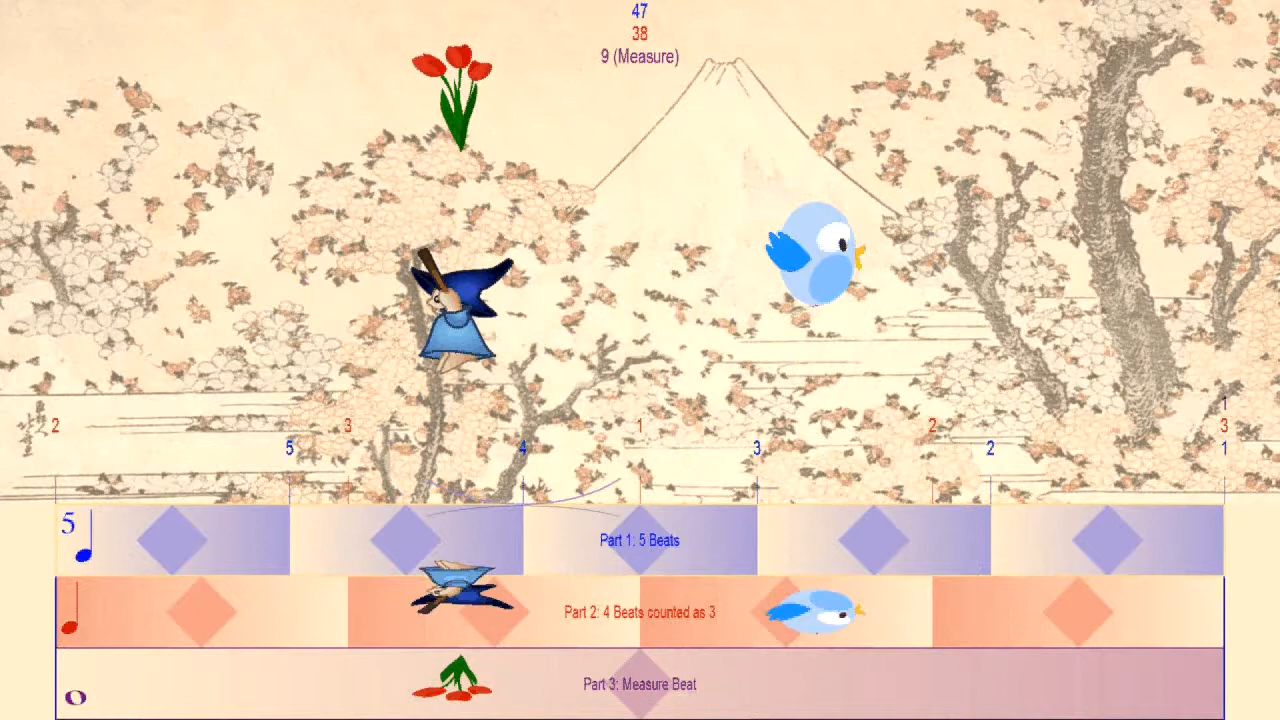 47
38
9 (Measure)
1
2 3 1 2 3
5 4 3 2 1
5
Part 1: 5 Beats
Part 2: 4 Beats counted as 3
Part 3: Measure Beat